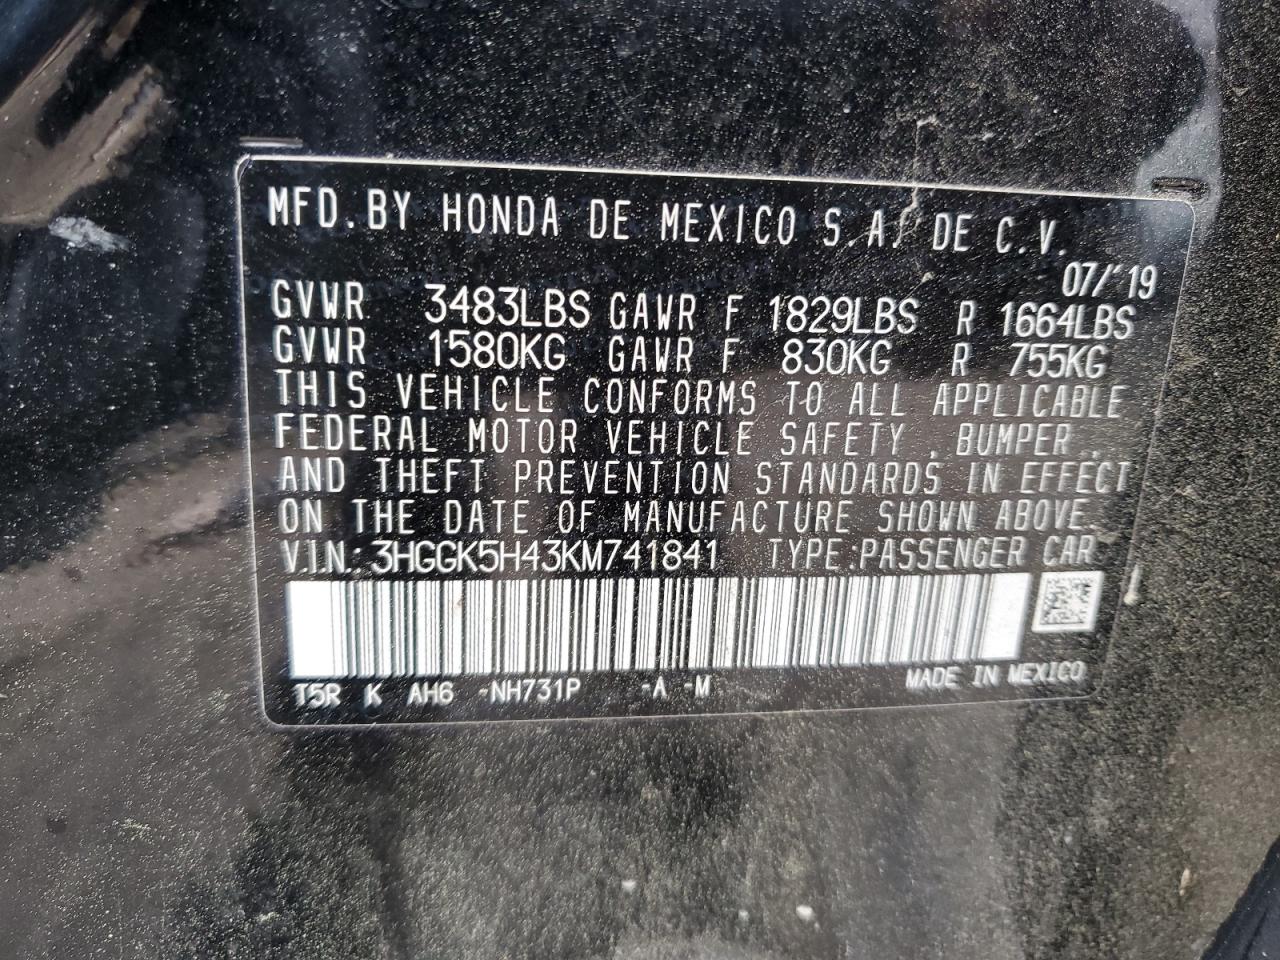 MFD. BY HONDA DE MEXICO S.A. DE C.V.
07/'19
GVWR 3483LBS GAWR F 1829LBS R 1664LBS
GVWR 1580KG GAWR F 830KG R 755KG
THIS VEHICLE CONFORMS TO ALL APPLICABLE
FEDERAL MOTOR VEHICLE SAFETY , BUMPER ,
AND THEFT PREVENTION STANDARDS IN EFFECT
ON THE DATE OF MANUFACTURE SHOWN ABOVE.
V.I.N.: 3HGGK5H43KM741841 TYPE:PASSENGER CAR
T5R K AH6 -NH731P -A -M MADE IN MEXICO